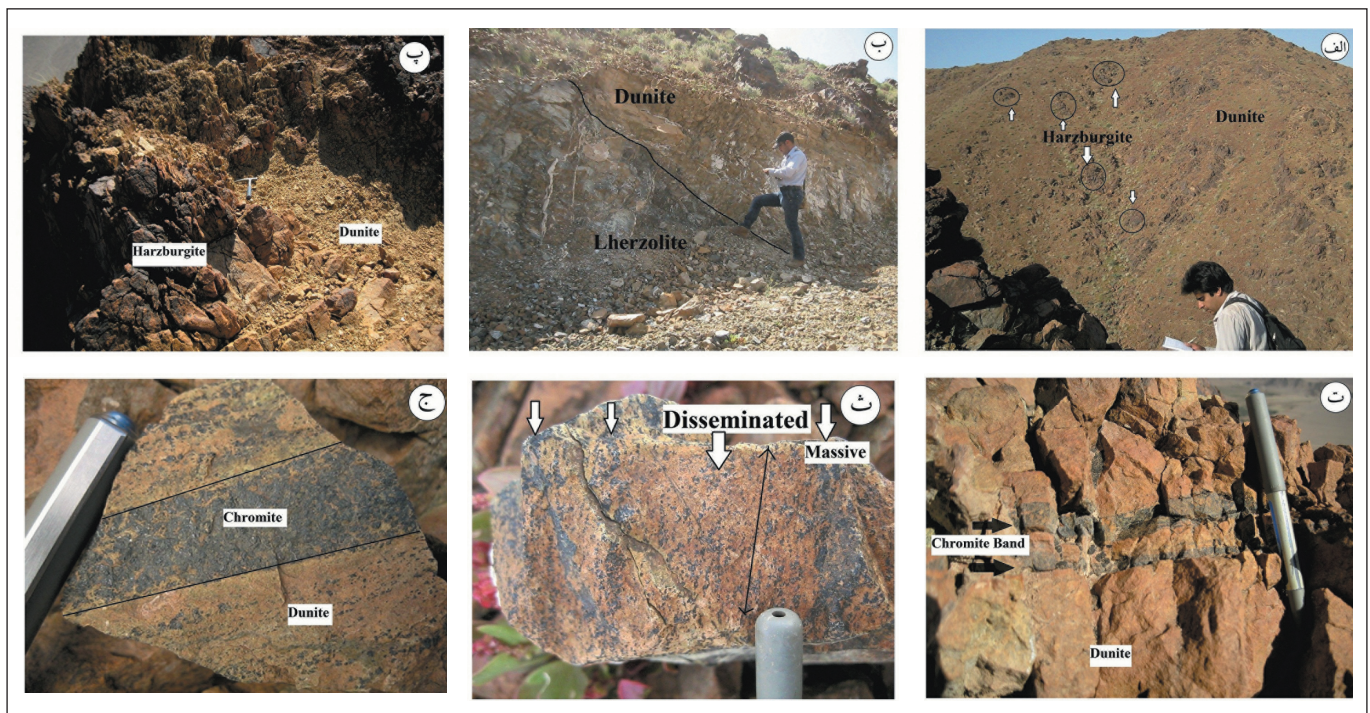 الف
Harzburgite
Dunite
ب
Dunite
Lherzolite
پ
Harzburgite
Dunite
ت
Chromite Band
Dunite
ث
Disseminated
Massive
ج
Chromite
Dunite